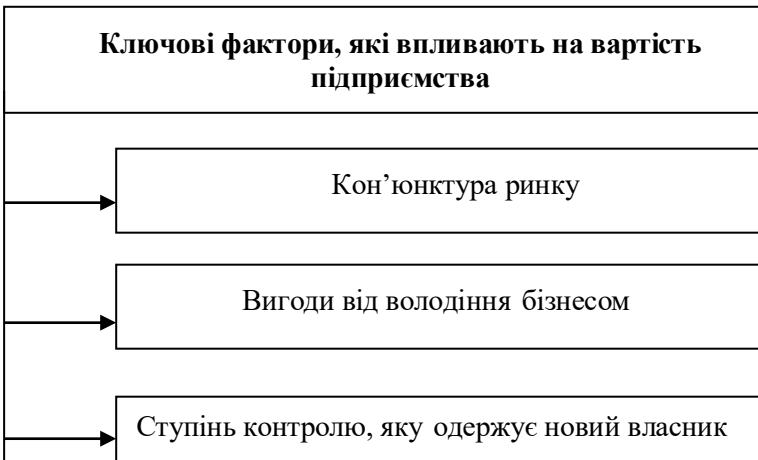 Ключові фактори, які впливають на вартість
підприємства
Кон’юнктура ринку
Вигоди від володіння бізнесом
Ступінь контролю, яку одержує новий власник